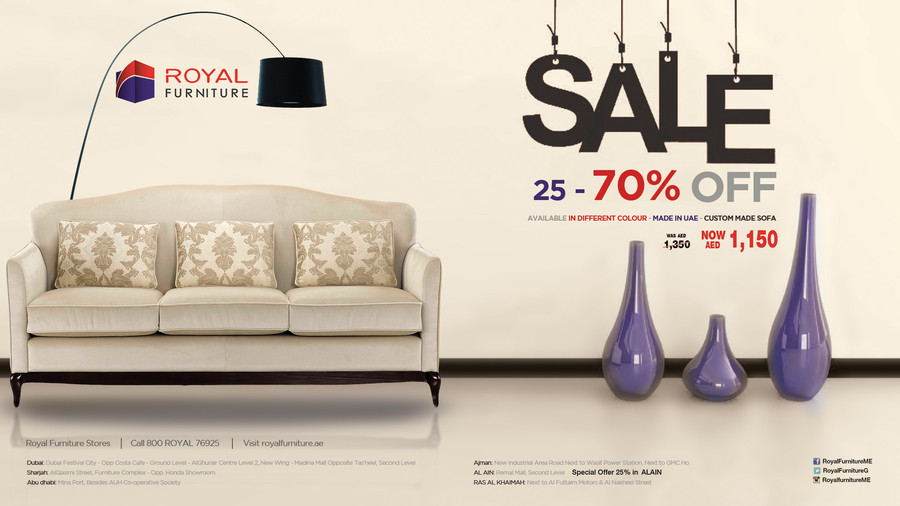 ROYAL
FURNITURE
SALE
25 - 70% OFF
AVAILABLE IN DIFFERENT COLOUR - MADE IN UAE - CUSTOM MADE SOFA
WAS AED
1,350
NOW
AED
1,150
Royal Furniture Stores | Call 800 ROYAL 76925 | Visit royalfurniture.ae
Dubai: Dubai Festival City - Opp Costa Cafe - Ground Level - AlGhurair Centre Level 2, New Wing - Madina Mall Opposite Tas'heel, Second Level
Sharjah: AlQasimi Street, Furniture Complex - Opp. Honda Showroom
Abu dhabi: Mina Port, Besides AUH Co-operative Society
Ajman: New Industrial Area Road Next to Wasit Power Station, Next to GMC Ho
AL AIN: Remal Mall, Second Level Special Offer 25% in ALAIN
RAS AL KHAIMAH: Next to Al Futtaim Motors & Al Nakheel Street
RoyalFurnitureME
RoyalFurnitureG
RoyalfurnitureME